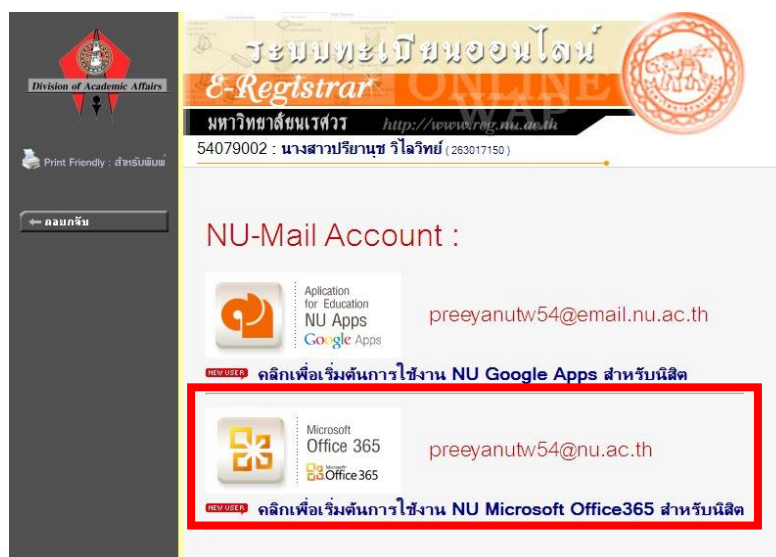 Division of Academic Affairs
ระบบทะเบียนออนไลน์
E-Registrar
ONLINE
WAP
มหาวิทยาลัยนเรศวร http://www.reg.nu.ac.th
54079002 : นางสาวปรียานุช วิไลวิทย์ (263017150)
Print Friendly : สำหรับพิมพ์
ถอยกลับ
NU-Mail Account :
Aplication
for Education
NU Apps
Google Apps
preeyanutw54@email.nu.ac.th
NEW USER คลิกเพื่อเริ่มต้นการใช้งาน NU Google Apps สำหรับนิสิต
Microsoft
Office 365
Microsoft
Office 365
preeyanutw54@nu.ac.th
NEW USER คลิกเพื่อเริ่มต้นการใช้งาน NU Microsoft Office365 สำหรับนิสิต